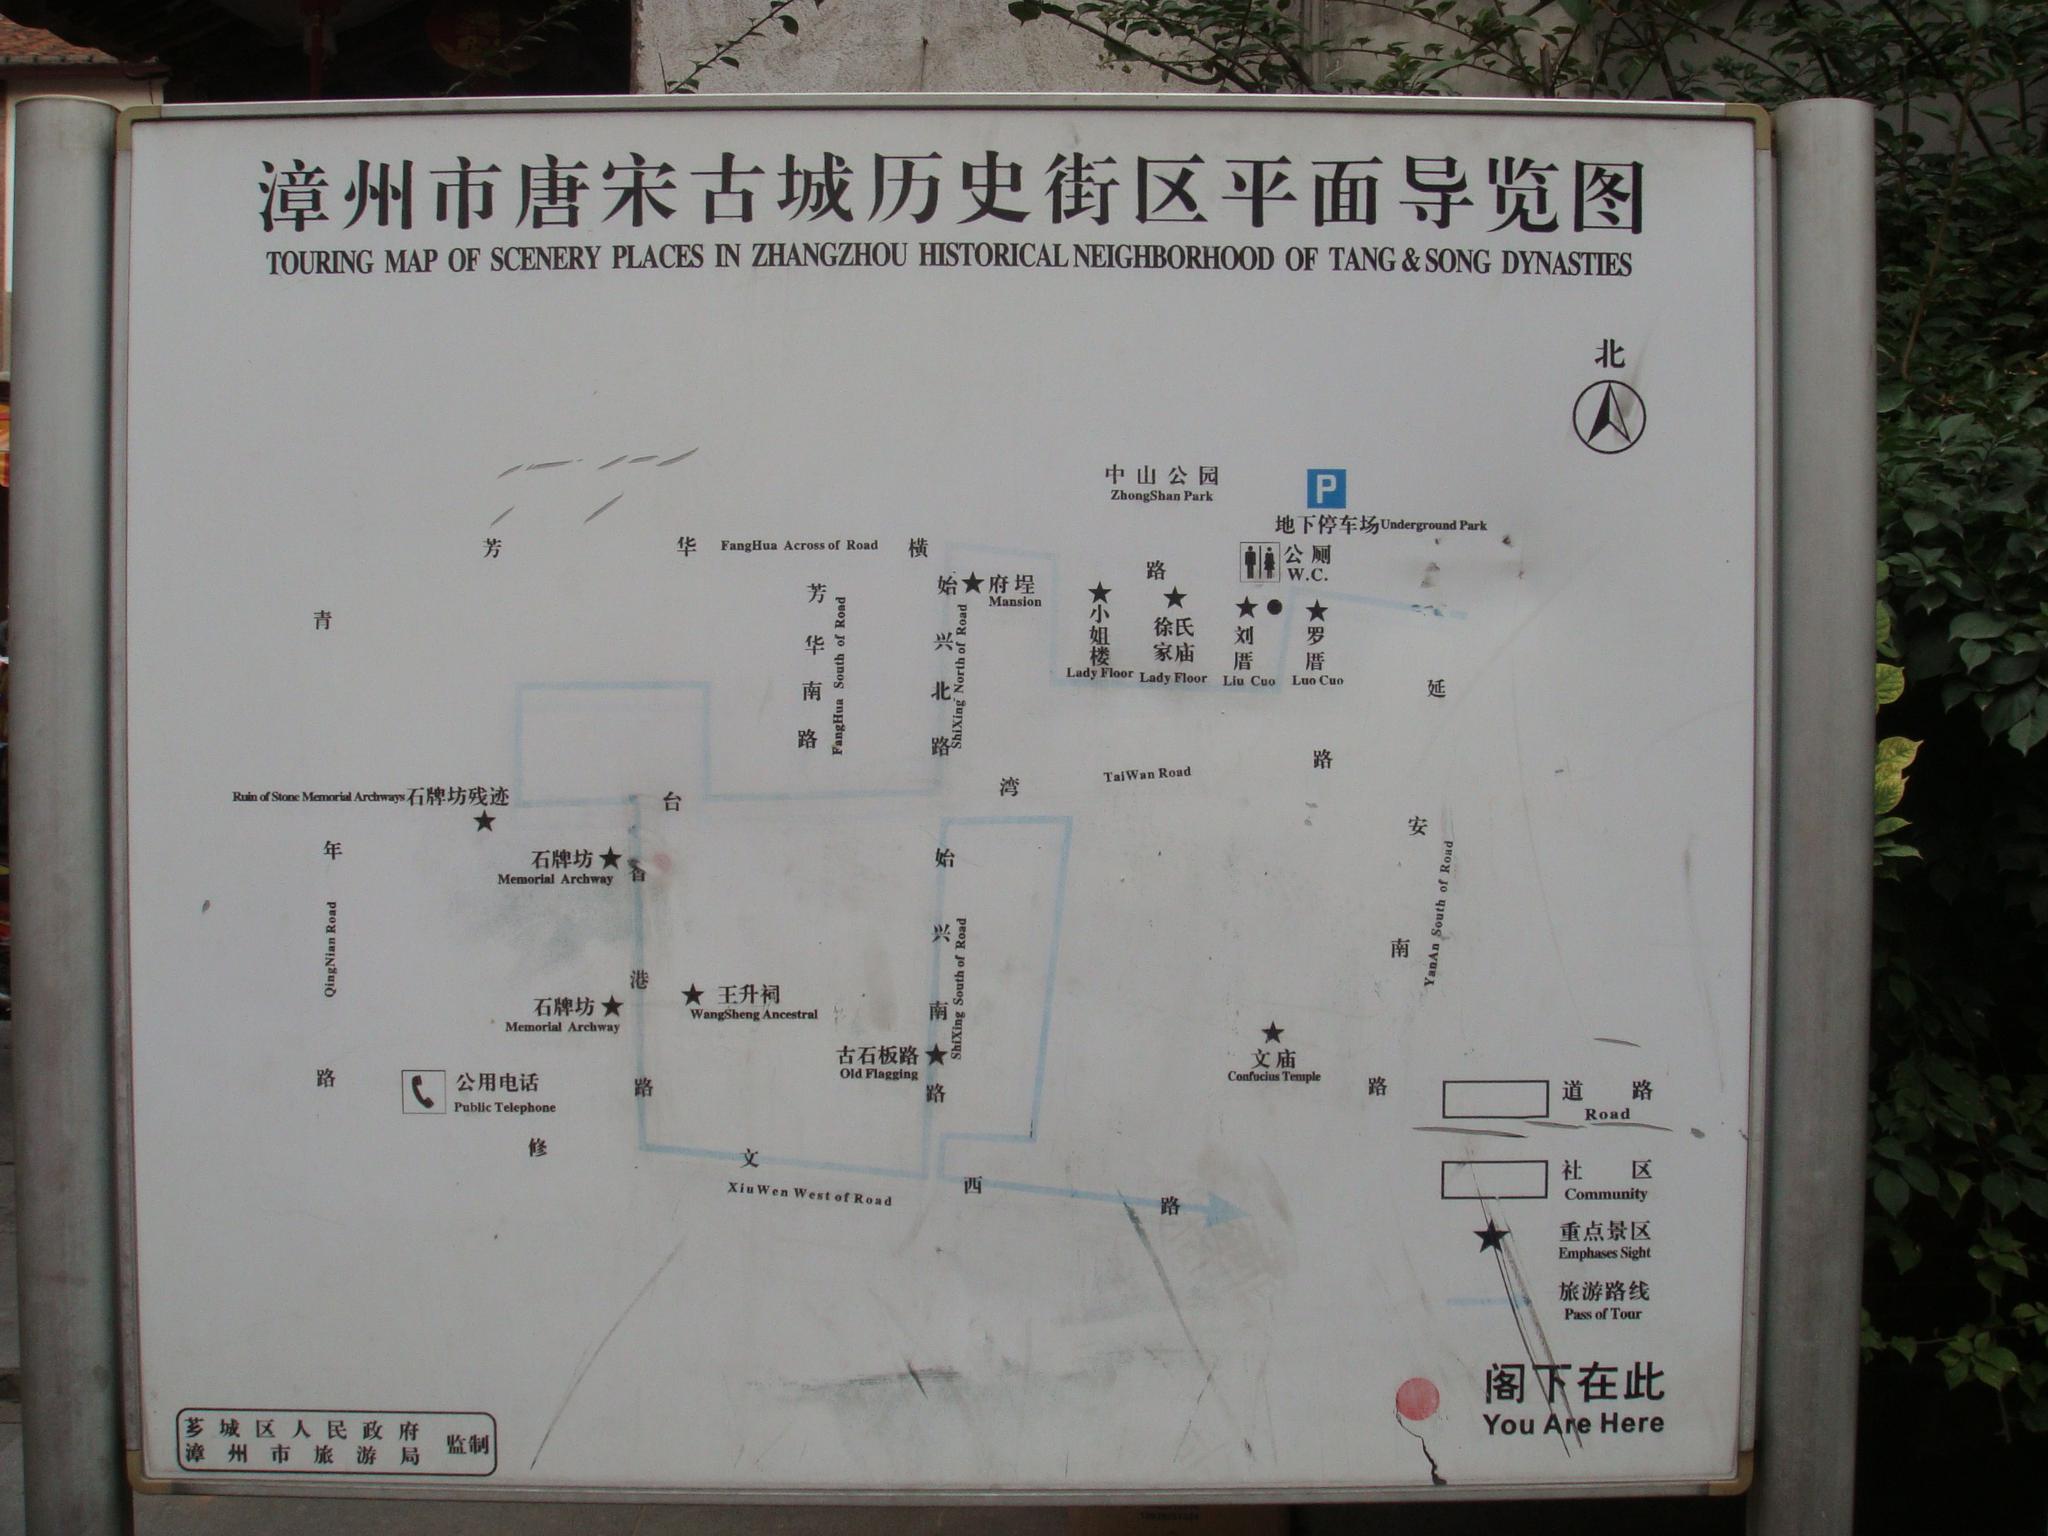 漳州市唐宋古城历史街区平面导览图
TOURING MAP OF SCENERY PLACES IN ZHANGZHOU HISTORICAL NEIGHBORHOOD OF TANG & SONG DYNASTIES
北
中山公园
ZhongShan Park
P
地下停车场 Underground Park
公厕
W.C.
芳华横路
FangHua Across of Road
府埕
Mansion
小姐楼
Lady Floor
徐氏家庙
Lady Floor
刘厝
Liu Cuo
罗厝
Luo Cuo
芳华南路
FangHua South of Road
始兴北路
ShiXing North of Road
青年路
QingNian Road
台湾路
TaiWan Road
延安南路
YanAn South of Road
Ruin of Stone Memorial Archways 石牌坊残迹
石牌坊
Memorial Archway
香港路
石牌坊
Memorial Archway
王升祠
WangSheng Ancestral
始兴南路
ShiXing South of Road
古石板路
Old Flagging
文庙
Confucius Temple
公用电话
Public Telephone
修文西路
XiuWen West of Road
道路
Road
社区
Community
重点景区
Emphases Sight
旅游路线
Pass of Tour
阁下在此
You Are Here
芗城区人民政府
漳州市旅游局 监制